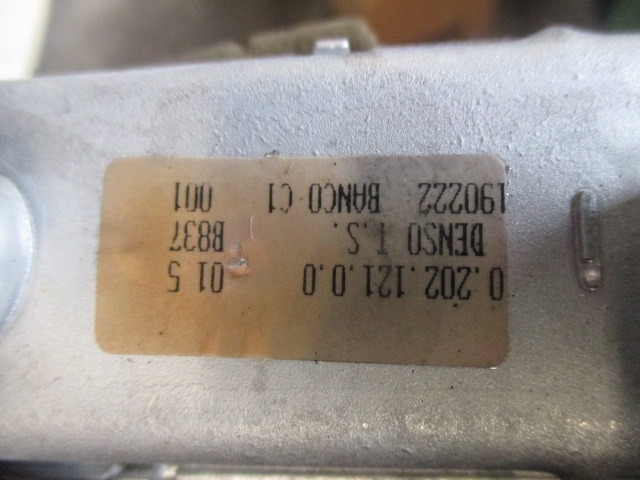 0.202.121.0.0 01 5
DENSO T.S. B837
190222 BANCO C1 001